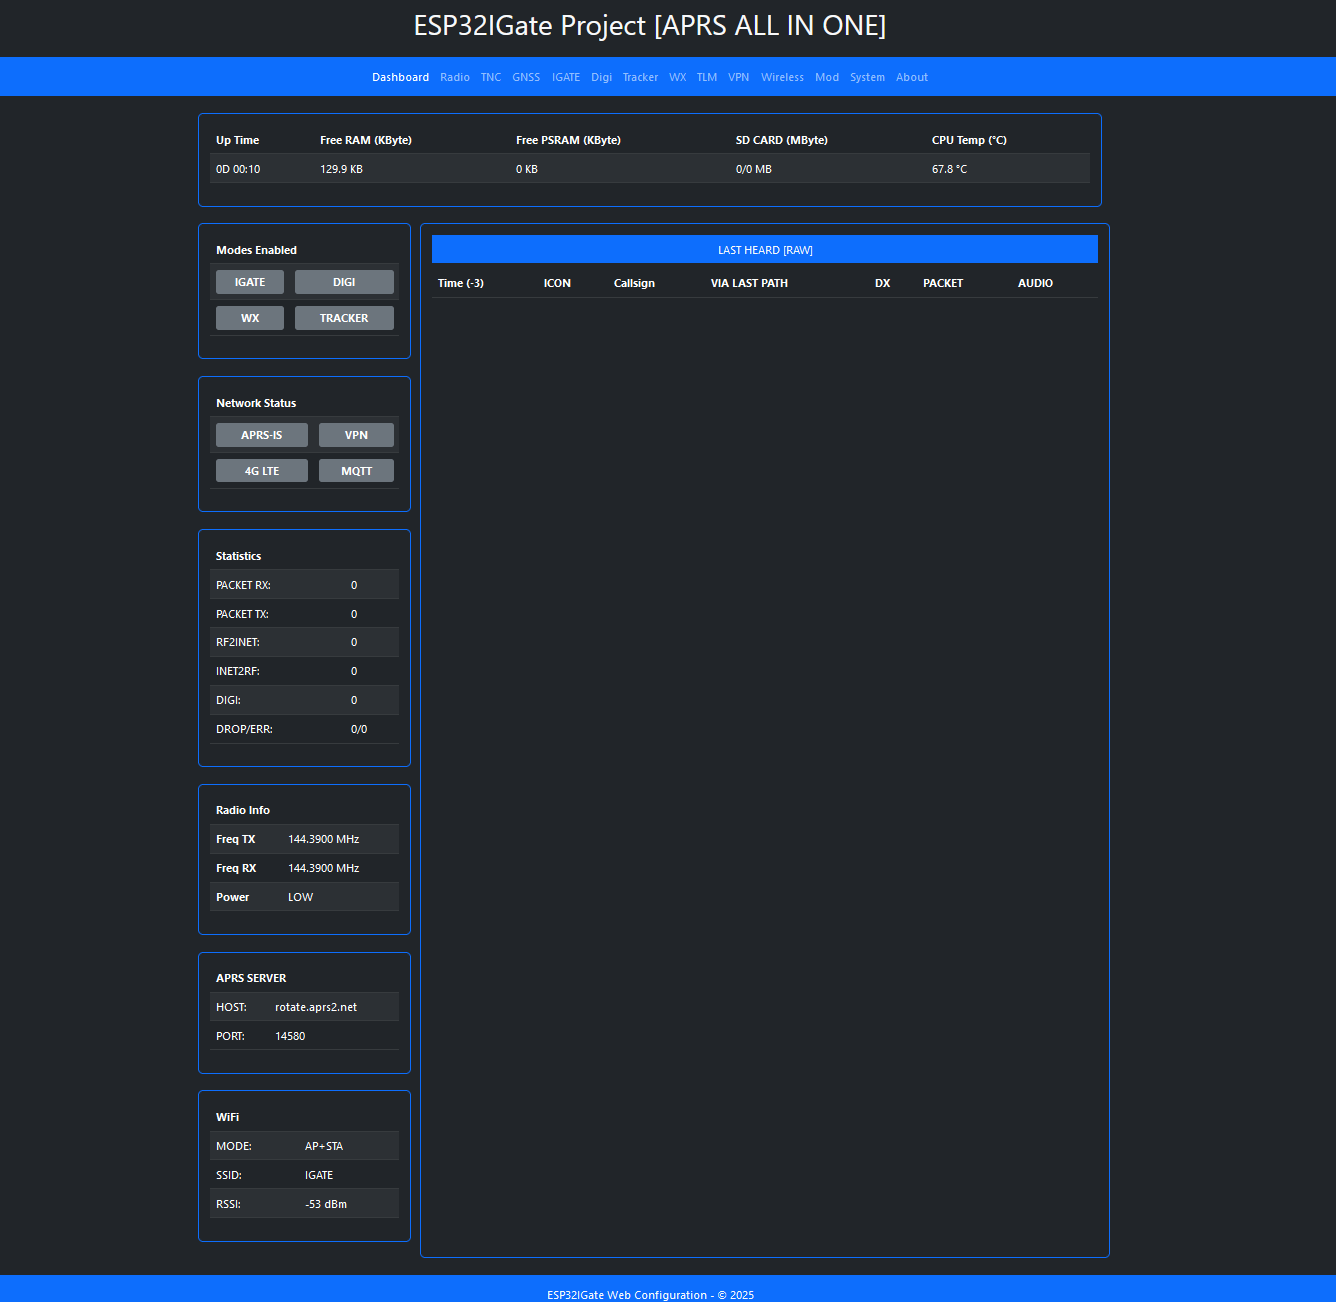 ESP32IGate Project [APRS ALL IN ONE]
Dashboard Radio TNC GNSS IGATE Digi Tracker WX TLM VPN Wireless Mod System About
Up Time Free RAM (KByte) Free PSRAM (KByte) SD CARD (MByte) CPU Temp (°C)
0D 00:10 129.9 KB 0 KB 0/0 MB 67.8 °C
Modes Enabled
IGATE DIGI
WX TRACKER
Network Status
APRS-IS VPN
4G LTE MQTT
Statistics
PACKET RX: 0
PACKET TX: 0
RF2INET: 0
INET2RF: 0
DIGI: 0
DROP/ERR: 0/0
Radio Info
Freq TX 144.3900 MHz
Freq RX 144.3900 MHz
Power LOW
APRS SERVER
HOST: rotate.aprs2.net
PORT: 14580
WiFi
MODE: AP+STA
SSID: IGATE
RSSI: -53 dBm
LAST HEARD [RAW]
Time (-3) ICON Callsign VIA LAST PATH DX PACKET AUDIO
ESP32IGate Web Configuration - © 2025